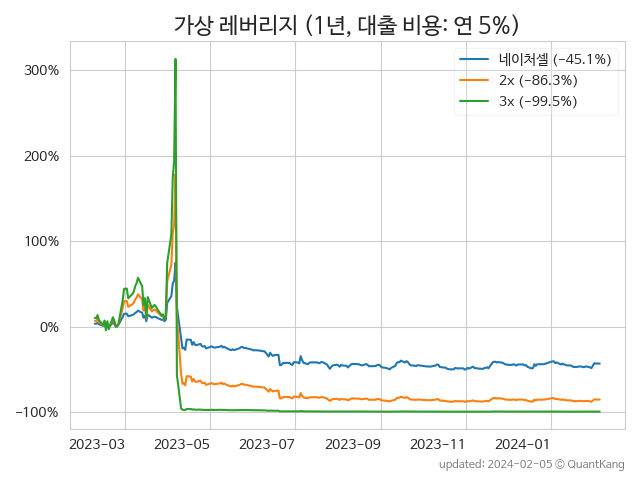 가상 레버리지 (1년, 대출 비용: 연 5%)
네이처셀 (-45.1%)
2x (-86.3%)
3x (-99.5%)
300%
200%
100%
0%
-100%
2023-03 2023-05 2023-07 2023-09 2023-11 2024-01
updated: 2024-02-05 © QuantKang